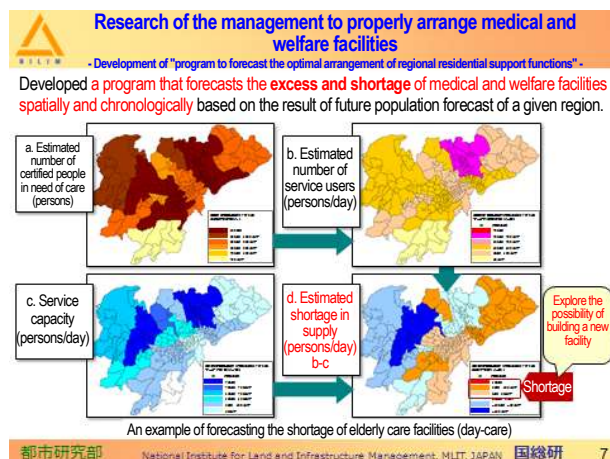 NILIM
Research of the management to properly arrange medical and
welfare facilities
- Development of "program to forecast the optimal arrangement of regional residential support functions" -
Developed a program that forecasts the excess and shortage of medical and welfare facilities
spatially and chronologically based on the result of future population forecast of a given region.
a. Estimated
number of
certified people
in need of care
(persons)
b. Estimated
number of
service users
(persons/day)
c. Service
capacity
(persons/day)
d. Estimated
shortage in
supply
(persons/day)
b-c
Explore the
possibility of
building a new
facility
Shortage
An example of forecasting the shortage of elderly care facilities (day-care)
都市研究部 National Institute for Land and Infrastructure Management, MLIT, JAPAN 国総研 7